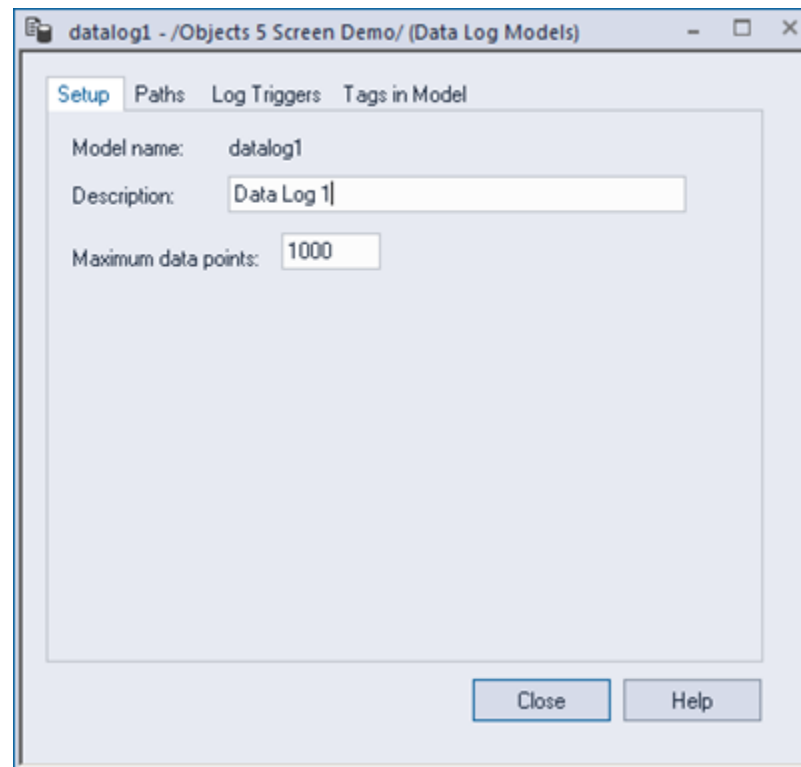 datalog1 - /Objects 5 Screen Demo/ (Data Log Models)
Setup Paths Log Triggers Tags in Model
Model name: datalog1
Description: Data Log 1
Maximum data points: 1000
Close Help